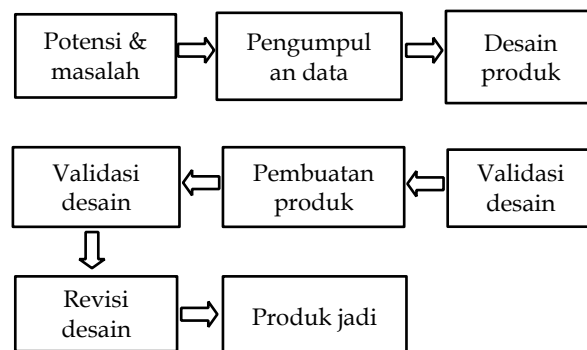 Potensi &
masalah
Pengumpul
an data
Desain
produk
Validasi
desain
Pembuatan
produk
Validasi
desain
Revisi
desain
Produk jadi